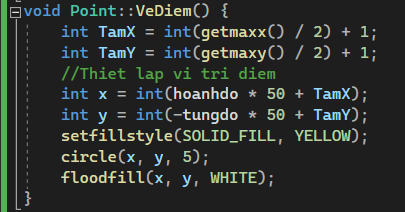 void Point::VeDiem() {
int TamX = int(getmaxx() / 2) + 1;
int TamY = int(getmaxy() / 2) + 1;
//Thiet lap vi tri diem
int x = int(hoanhdo * 50 + TamX);
int y = int(-tungdo * 50 + TamY);
setfillstyle(SOLID_FILL, YELLOW);
circle(x, y, 5);
floodfill(x, y, WHITE);
}